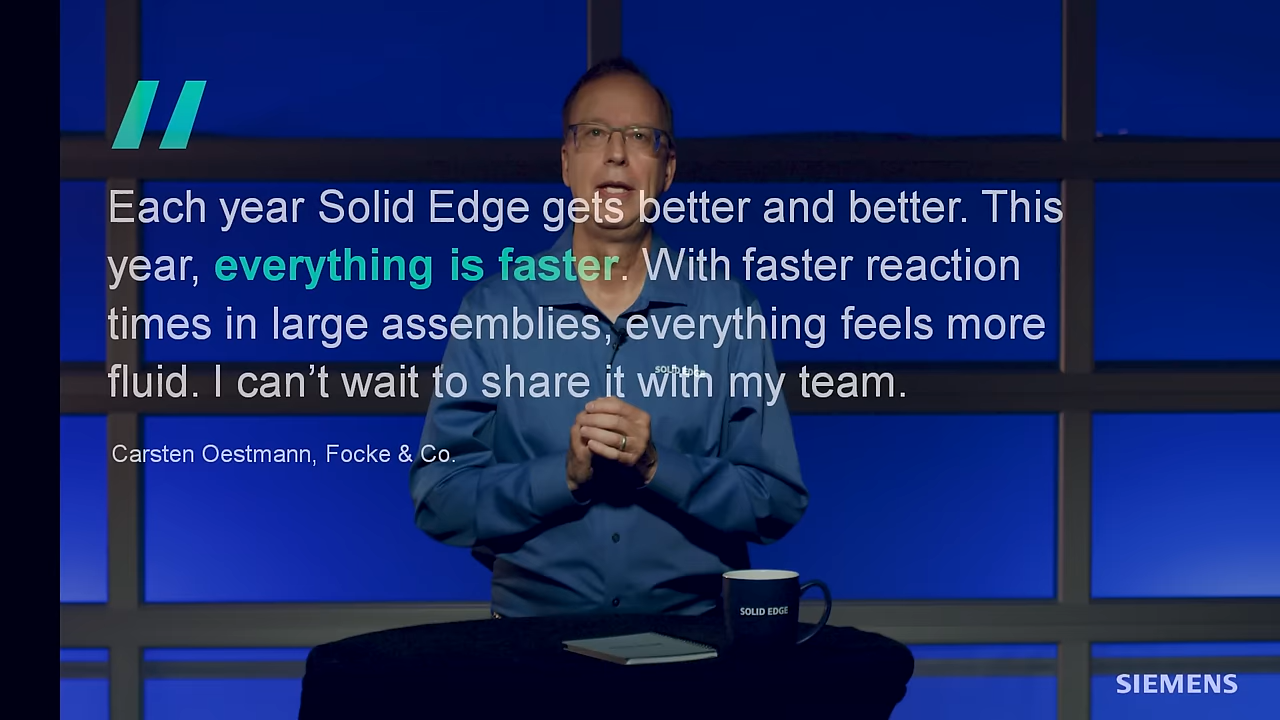 Each year Solid Edge gets better and better. This
year, everything is faster. With faster reaction
times in large assemblies, everything feels more
fluid. I can’t wait to share it with my team.
SOLID EDGE
Carsten Oestmann, Focke & Co.
SOLID EDGE
SIEMENS